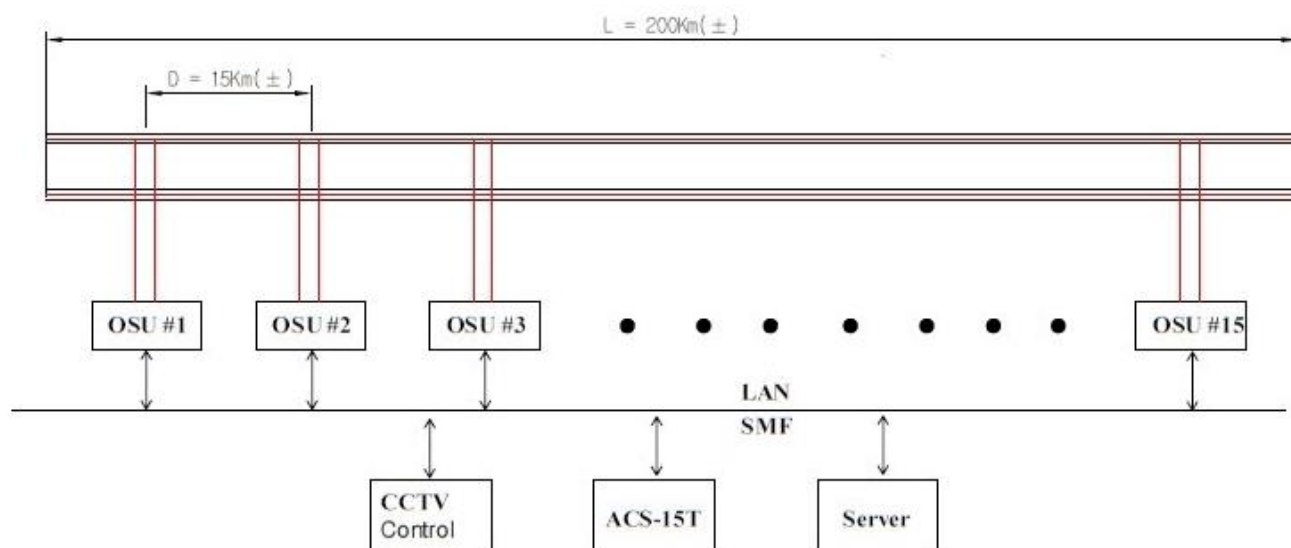 L = 200Km(±)
D = 15Km(±)
OSU #1
OSU #2
OSU #3
OSU #15
LAN
SMF
CCTV
Control
ACS-15T
Server